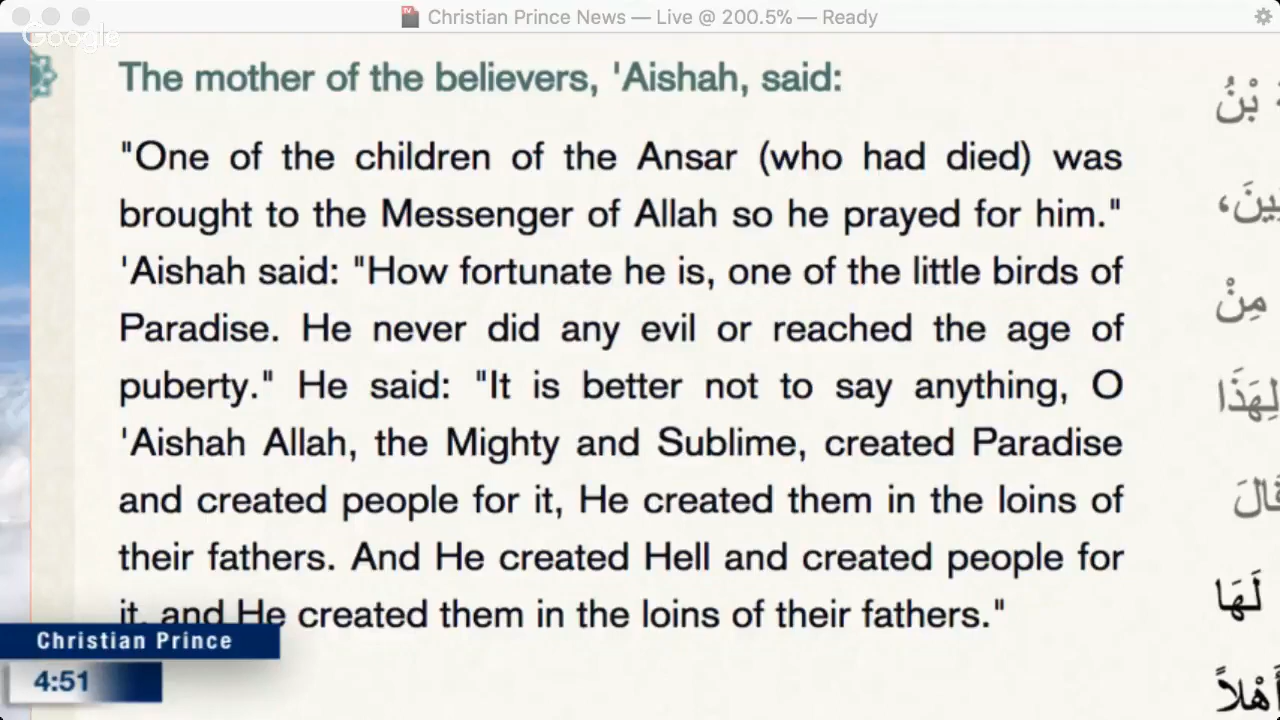 Christian Prince News — Live @ 200.5% — Ready
Google
The mother of the believers, 'Aishah, said:
"One of the children of the Ansar (who had died) was
brought to the Messenger of Allah so he prayed for him."
'Aishah said: "How fortunate he is, one of the little birds of
Paradise. He never did any evil or reached the age of
puberty." He said: "It is better not to say anything, O
'Aishah Allah, the Mighty and Sublime, created Paradise
and created people for it, He created them in the loins of
their fathers. And He created Hell and created people for
it, and He created them in the loins of their fathers."
بْنُ
مِنْ
لِهَذَا
لَهَا
أَهْلاً
Christian Prince
4:51